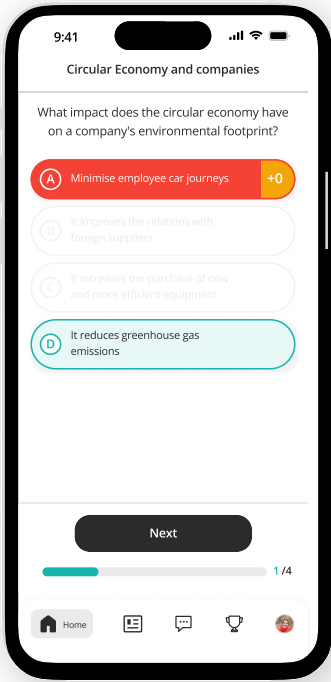 9:41
Circular Economy and companies
What impact does the circular economy have
on a company's environmental footprint?
A Minimise employee car journeys +0
B It improves the relations with
foreign suppliers
C It increases the purchase of new
and more efficient equipment
D It reduces greenhouse gas
emissions
Next
1 /4
Home